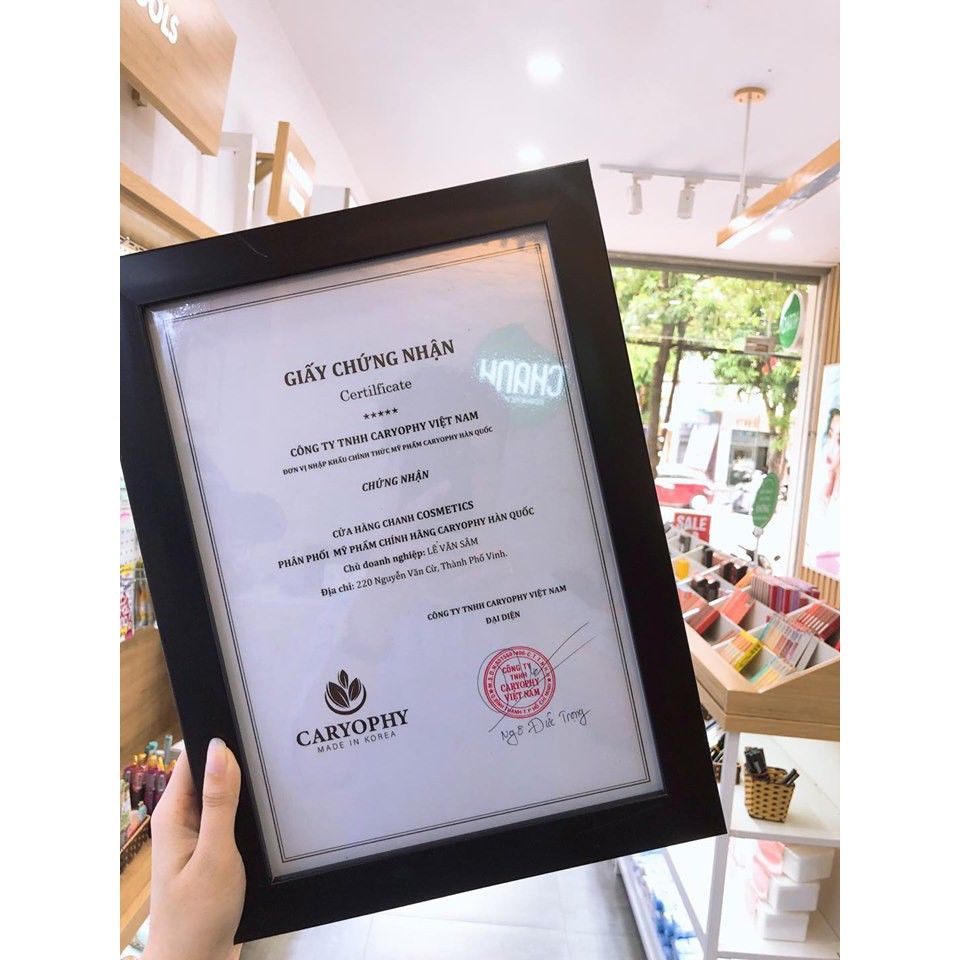 OLS
GIẤY CHỨNG NHẬN
Certilficate
★★★★★
CÔNG TY TNHH CARYOPHY VIỆT NAM
ĐƠN VỊ NHẬP KHẨU CHÍNH THỨC MỸ PHẨM CARYOPHY HÀN QUỐC
CHỨNG NHẬN
CỬA HÀNG CHANH COSMETICS
PHÂN PHỐI MỸ PHẨM CHÍNH HÃNG CARYOPHY HÀN QUỐC
Chủ doanh nghiệp: LÊ VĂN SÂM
Địa chỉ: 220 Nguyễn Văn Cừ, Thành Phố Vinh.
CÔNG TY TNHH CARYOPHY VIỆT NAM
ĐẠI DIỆN
CÔNG TY
TNHH
CARYOPHY
VIỆT NAM
Ngô Đức Trọng
CARYOPHY
MADE IN KOREA
CHANH
SALE